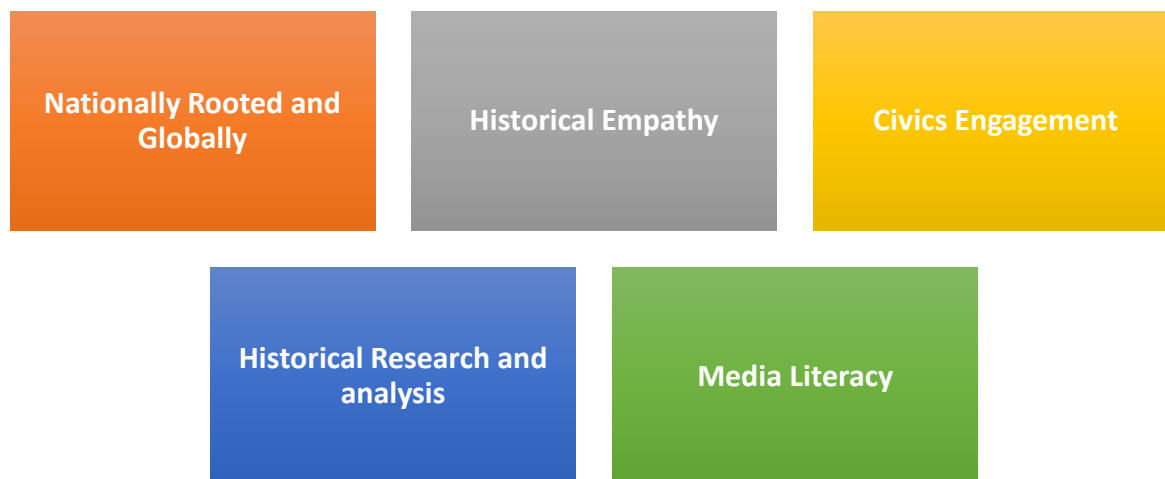 Nationally Rooted and
Globally
Historical Empathy
Civics Engagement
Historical Research and
analysis
Media Literacy